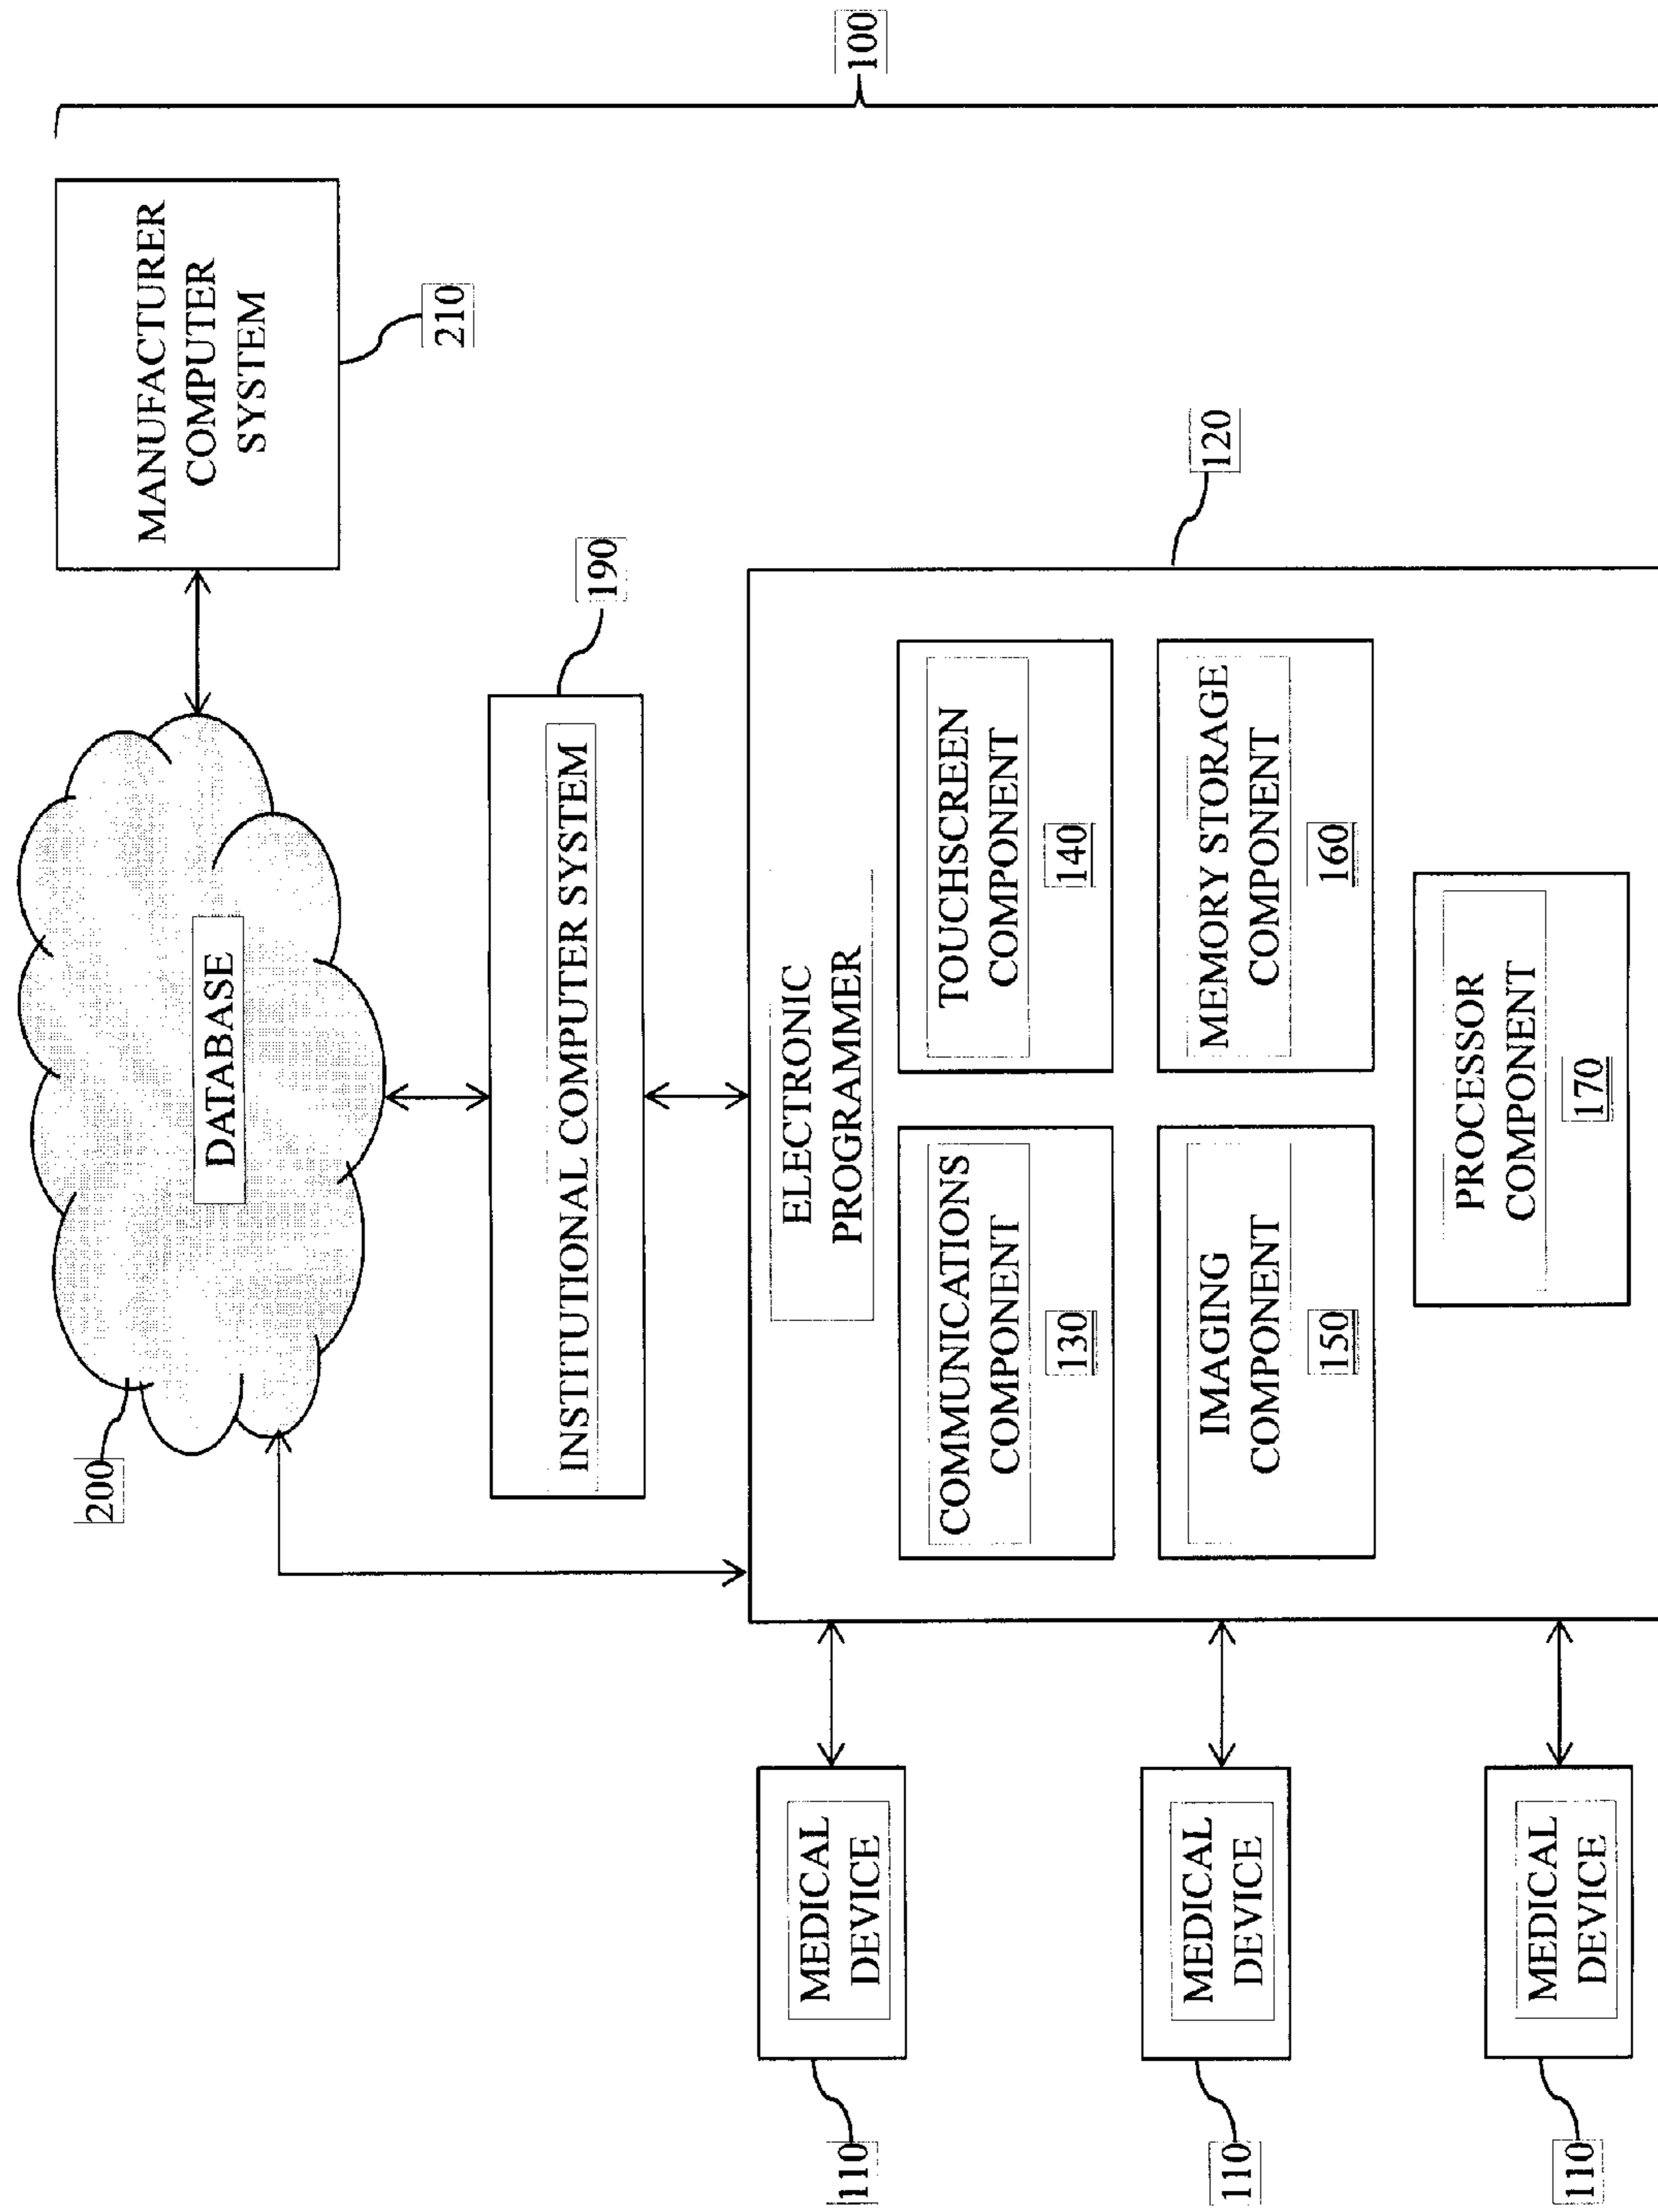 100
MANUFACTURER
COMPUTER
SYSTEM
210
200
DATABASE
190
INSTITUTIONAL COMPUTER SYSTEM
120
ELECTRONIC
PROGRAMMER
COMMUNICATIONS
COMPONENT
130
TOUCHSCREEN
COMPONENT
140
IMAGING
COMPONENT
150
MEMORY STORAGE
COMPONENT
160
PROCESSOR
COMPONENT
170
MEDICAL
DEVICE
110
MEDICAL
DEVICE
110
MEDICAL
DEVICE
110